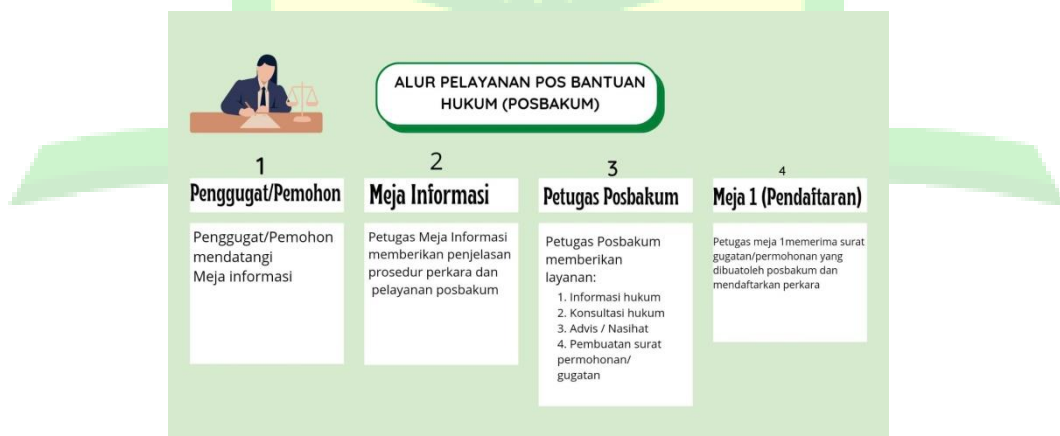 ALUR PELAYANAN POS BANTUAN
HUKUM (POSBAKUM)
1
Penggugat/Pemohon
Penggugat/Pemohon
mendatangi
Meja informasi
2
Meja Informasi
Petugas Meja Informasi
memberikan penjelasan
prosedur perkara dan
pelayanan posbakum
3
Petugas Posbakum
Petugas Posbakum
memberikan
layanan:
1. Informasi hukum
2. Konsultasi hukum
3. Advis / Nasihat
4. Pembuatan surat
permohonan/
gugatan
4
Meja 1 (Pendaftaran)
Petugas meja 1memerima surat
gugatan/permohonan yang
dibuatoleh posbakum dan
mendaftarkan perkara